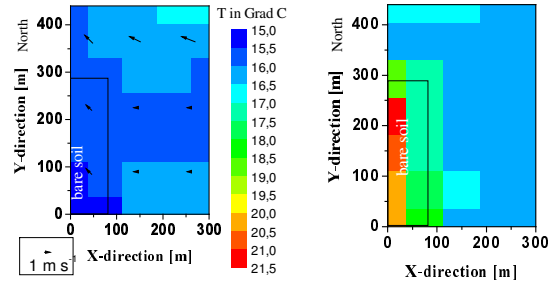 T in Grad C
400
300
200
100
0
North
Y-direction [m]
bare soil
0 100 200 300
X-direction [m]
1 m s⁻¹
15,0
15,5
16,0
16,5
17,0
17,5
18,0
18,5
19,0
19,5
20,0
20,5
21,0
21,5
400
300
200
100
0
North
Y-direction [m]
bare soil
0 100 200 300
X-direction [m]